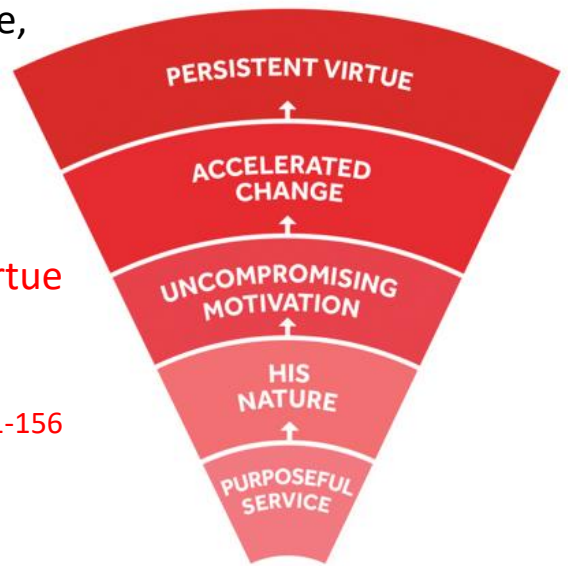 e,
rtue
-156
PERSISTENT VIRTUE
ACCELERATED
CHANGE
UNCOMPROMISING
MOTIVATION
HIS
NATURE
PURPOSEFUL
SERVICE